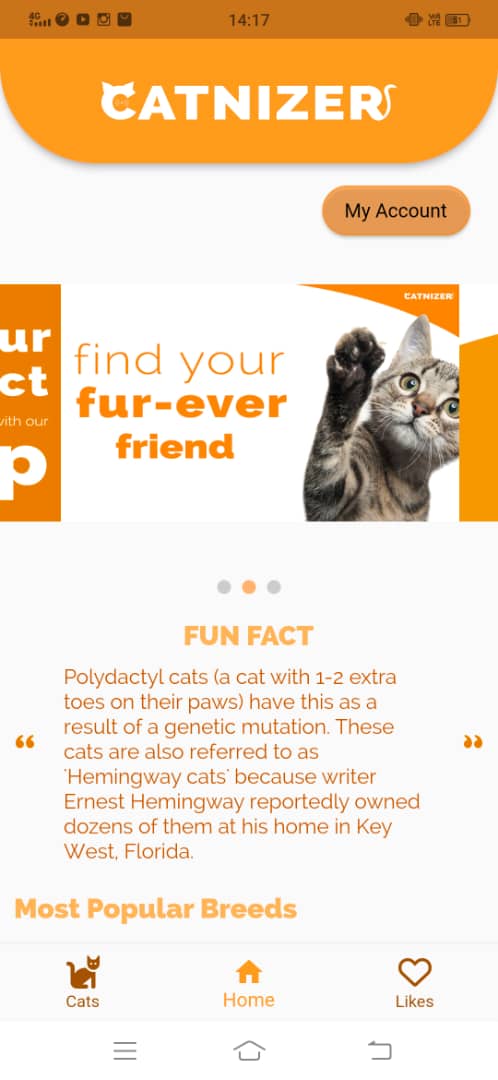 4G
14:17
Vo)
LTE
51
CATNIZER
My Account
ur
ct
with our
p
find your
fur-ever
friend
CATNIZER
FUN FACT
Polydactyl cats (a cat with 1-2 extra
toes on their paws) have this as a
result of a genetic mutation. These
cats are also referred to as
'Hemingway cats' because writer
Ernest Hemingway reportedly owned
dozens of them at his home in Key
West, Florida.
“ ”
Most Popular Breeds
Cats
Home
Likes